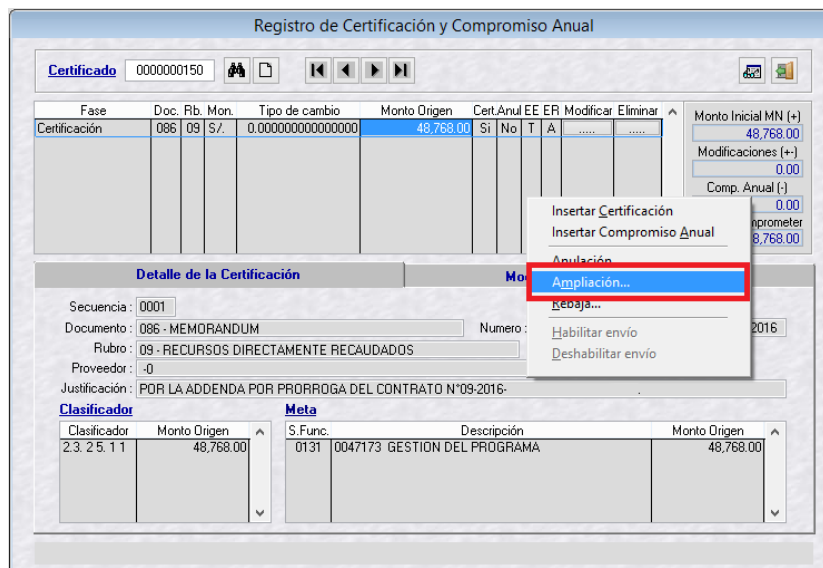 Registro de Certificación y Compromiso Anual
Certificado 0000000150
Fase Doc. Rb. Mon. Tipo de cambio Monto Origen Cert. Anul EE ER Modificar Eliminar
Certificación 086 09 S/. 0.000000000000000 48,768.00 Si No T A ..... .....
Monto Inicial MN (+)
48,768.00
Modificaciones (+-)
0.00
Comp. Anual (-)
0.00
mprometer
8,768.00
Insertar Certificación
Insertar Compromiso Anual
Anulación
Ampliación...
Rebaja...
Habilitar envío
Deshabilitar envío
Detalle de la Certificación Mo
Secuencia : 0001
Documento : 086 - MEMORANDUM Numero : 2016
Rubro : 09 - RECURSOS DIRECTAMENTE RECAUDADOS
Proveedor : -0
Justificación : POR LA ADDENDA POR PRORROGA DEL CONTRATO N°09-2016- .
Clasificador Meta
Clasificador Monto Origen S.Func. Descripción Monto Origen
2.3. 2 5. 1 1 48,768.00 0131 0047173 GESTION DEL PROGRAMA 48,768.00